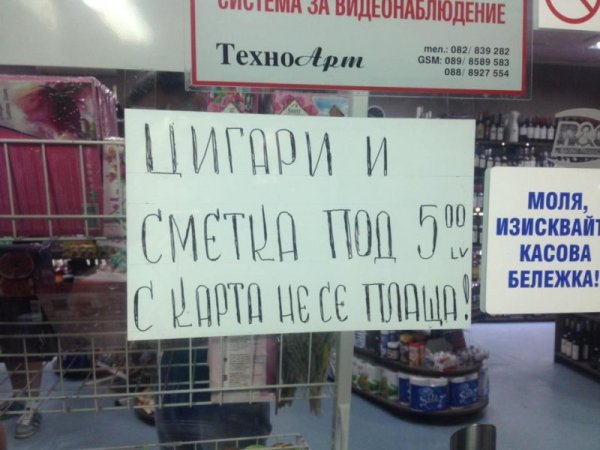 СИСТЕМА ЗА ВИДЕОНАБЛЮДЕНИЕ
ТехноАрт
тел.: 082/ 839 282
GSM: 089/ 8589 583
088/ 8927 554
ЦИГАРИ И
СМЕТКА ПОД 5 00 LV
С КАРТА НЕ СЕ ПЛАЩА!
МОЛЯ,
ИЗИСКВАЙТ
КАСОВА
БЕЛЕЖКА!